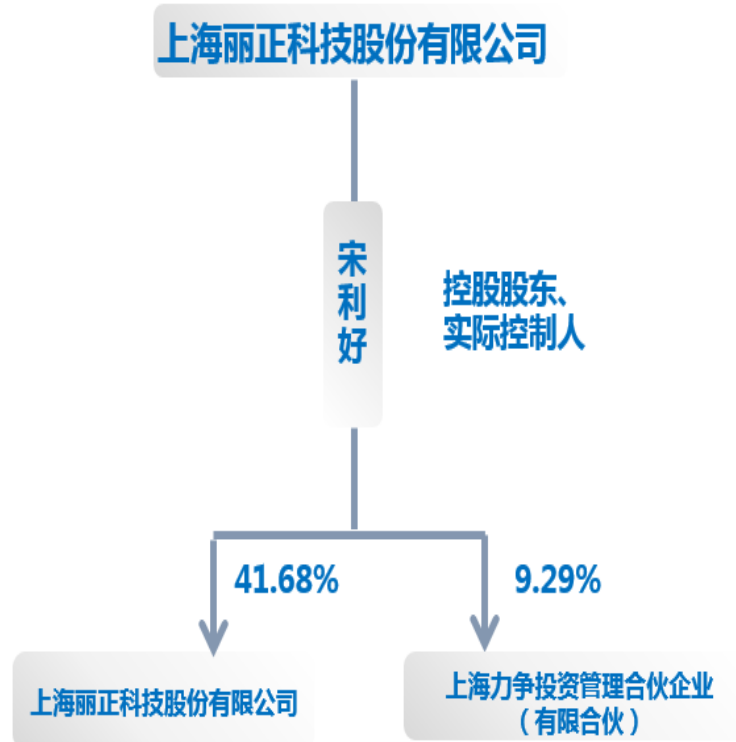 上海丽正科技股份有限公司
宋利好
控股股东、
实际控制人
41.68%
9.29%
上海丽正科技股份有限公司
上海力争投资管理合伙企业
（有限合伙）